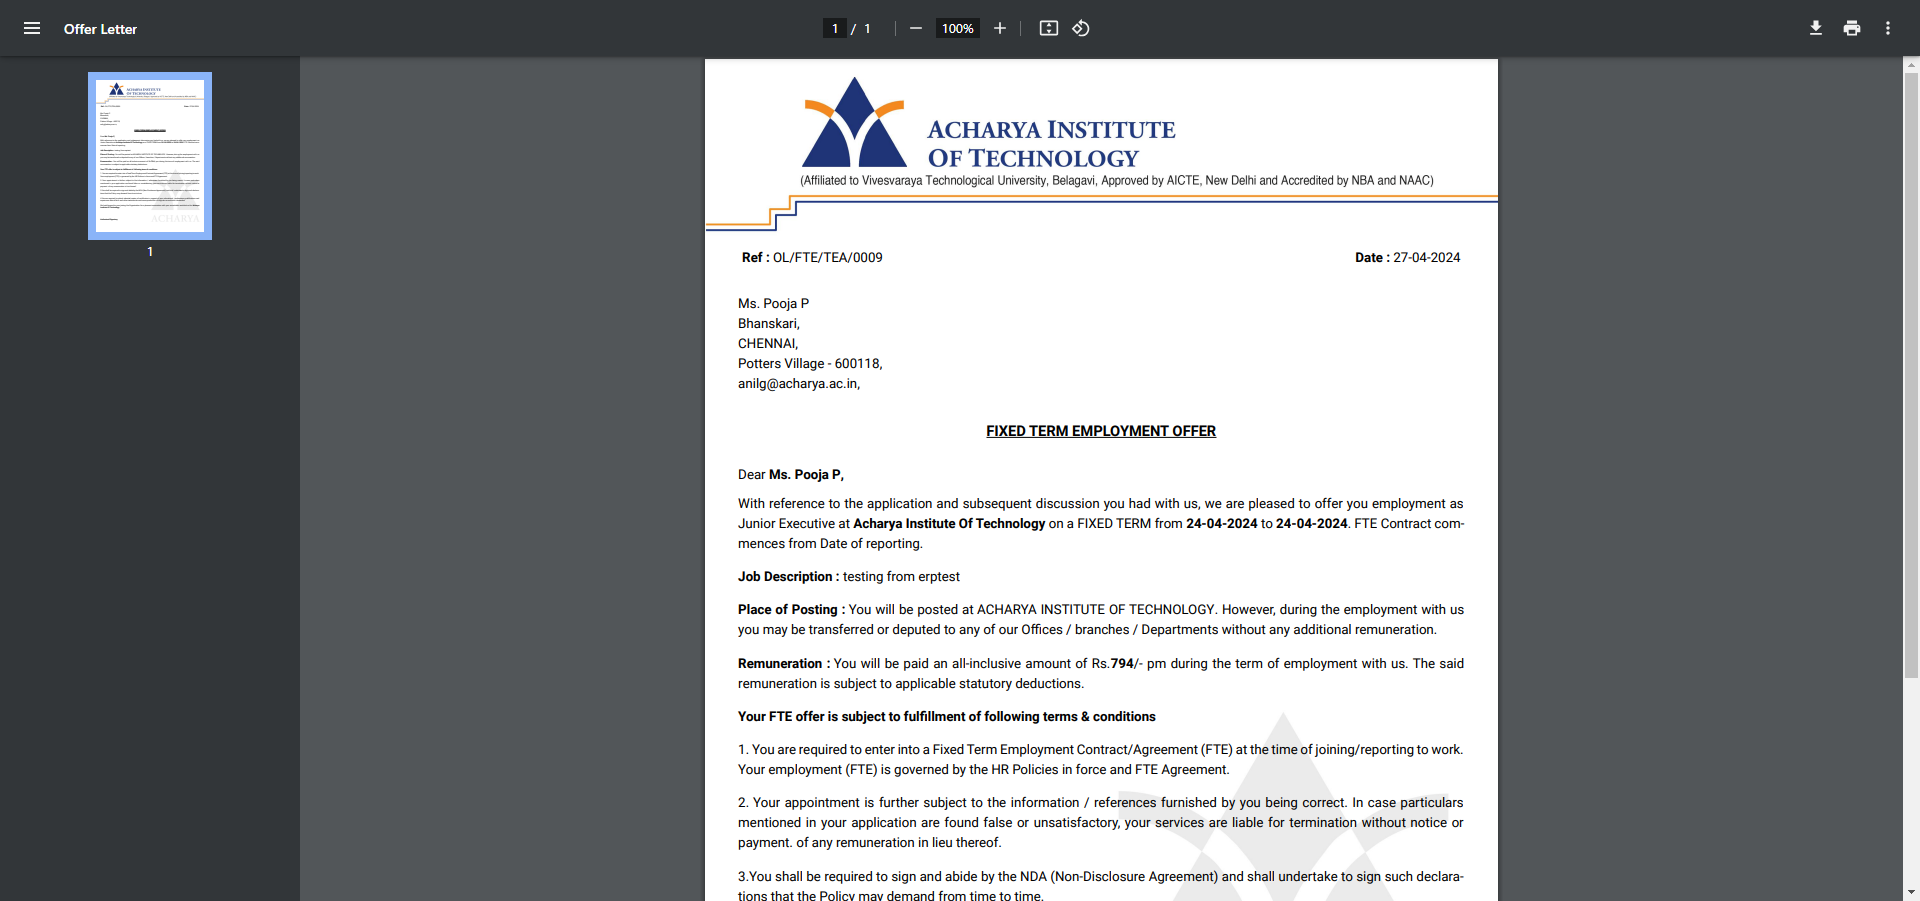 Offer Letter
1 / 1
100%
1
ACHARYA INSTITUTE
OF TECHNOLOGY
(Affiliated to Vivesvaraya Technological University, Belagavi, Approved by AICTE, New Delhi and Accredited by NBA and NAAC)
Ref : OL/FTE/TEA/0009 Date : 27-04-2024
Ms. Pooja P
Bhanskari,
CHENNAI,
Potters Village - 600118,
anilg@acharya.ac.in,
FIXED TERM EMPLOYMENT OFFER
Dear Ms. Pooja P,
With reference to the application and subsequent discussion you had with us, we are pleased to offer you employment as
Junior Executive at Acharya Institute Of Technology on a FIXED TERM from 24-04-2024 to 24-04-2024. FTE Contract com-
mences from Date of reporting.
Job Description : testing from erptest
Place of Posting : You will be posted at ACHARYA INSTITUTE OF TECHNOLOGY. However, during the employment with us
you may be transferred or deputed to any of our Offices / branches / Departments without any additional remuneration.
Remuneration : You will be paid an all-inclusive amount of Rs.794/- pm during the term of employment with us. The said
remuneration is subject to applicable statutory deductions.
Your FTE offer is subject to fulfillment of following terms & conditions
1. You are required to enter into a Fixed Term Employment Contract/Agreement (FTE) at the time of joining/reporting to work.
Your employment (FTE) is governed by the HR Policies in force and FTE Agreement.
2. Your appointment is further subject to the information / references furnished by you being correct. In case particulars
mentioned in your application are found false or unsatisfactory, your services are liable for termination without notice or
payment. of any remuneration in lieu thereof.
3.You shall be required to sign and abide by the NDA (Non-Disclosure Agreement) and shall undertake to sign such declara-
tions that the Policy may demand from time to time.